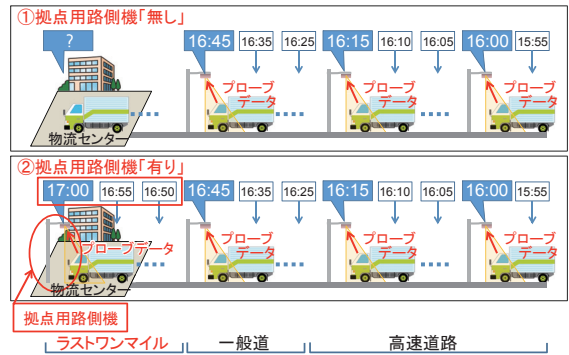 ①拠点用路側機「無し」
?
16:45 16:35 16:25 16:15 16:10 16:05 16:00 15:55
プローブ
データ
プローブ
データ
プローブ
データ
物流センター
②拠点用路側機「有り」
17:00 16:55 16:50 16:45 16:35 16:25 16:15 16:10 16:05 16:00 15:55
プローブデータ
プローブ
データ
プローブ
データ
プローブ
データ
物流センター
拠点用路側機
ラストワンマイル 一般道 高速道路